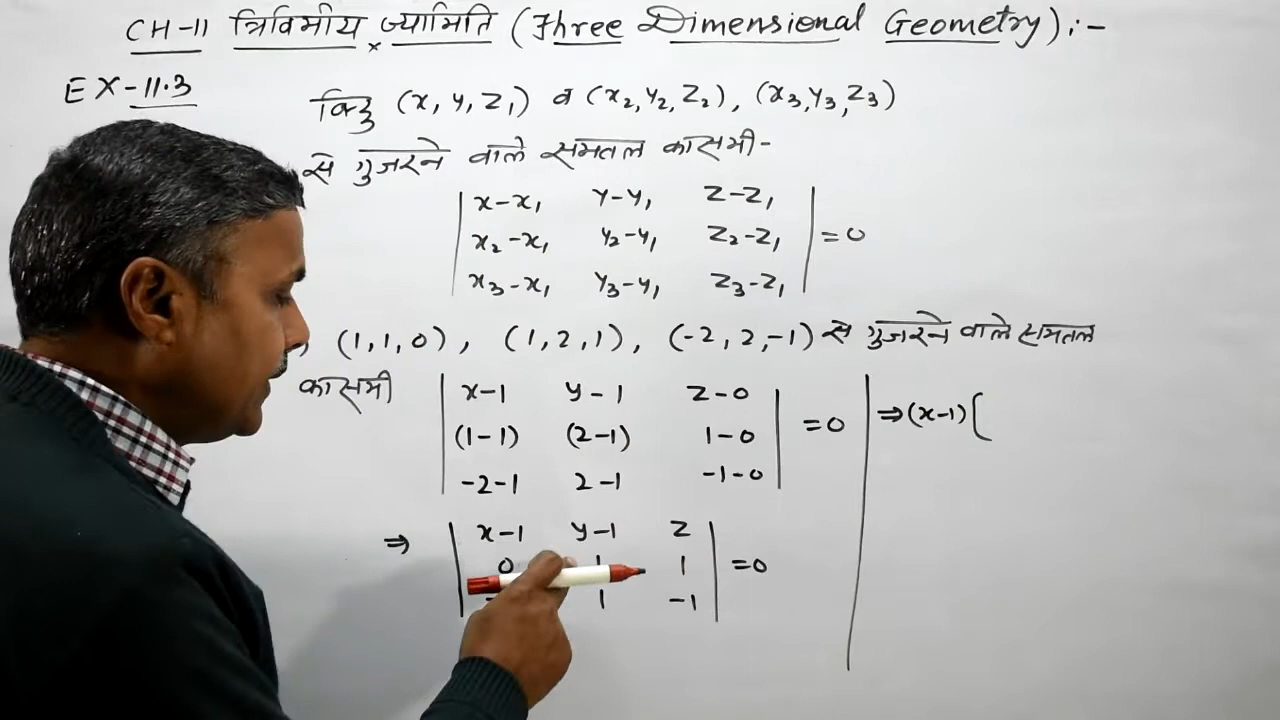 CH-11 त्रिविमीय ज्यामिति (Three Dimensional Geometry) :-
EX-11.3
बिन्दु (x, y, z₁) व (x₂, y₂, z₂), (x₃, y₃, z₃)
से गुजरने वाले समतल का समी-
| x-x₁ y-y₁ z-z₁ |
| x₂-x₁ y₂-y₁ z₂-z₁ | = 0
| x₃-x₁ y₃-y₁ z₃-z₁ |
(1,1,0), (1,2,1), (-2,2,-1) से गुजरने वाले समतल
का समी
| x-1 y-1 z-0 |
| (1-1) (2-1) 1-0 | = 0
| -2-1 2-1 -1-0 |
⇒ | x-1 y-1 z |
| 0 1 1 | = 0
1 -1 |
⇒ (x-1) [